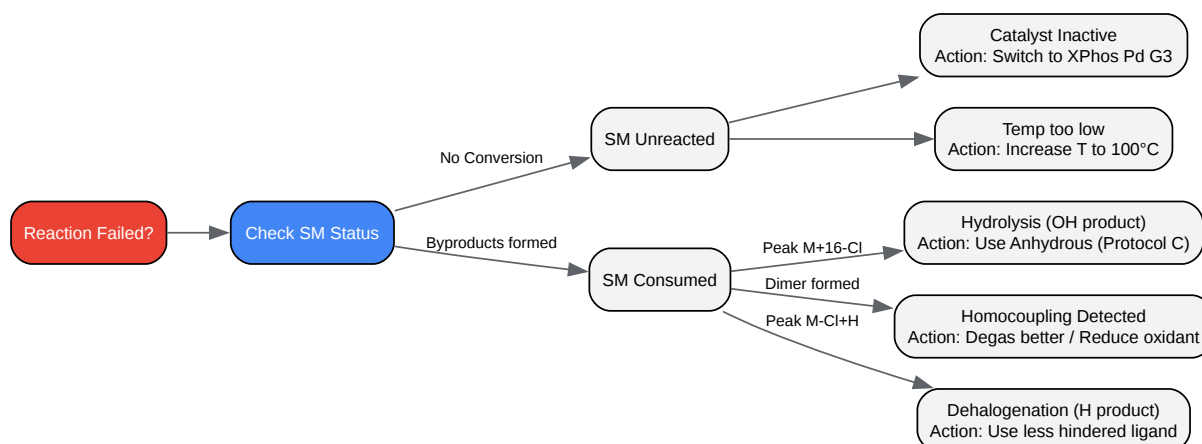 Reaction Failed?
Check SM Status
No Conversion
Byproducts formed
SM Unreacted
SM Consumed
Peak M+16-Cl
Dimer formed
Peak M-Cl+H
Catalyst Inactive
Action: Switch to XPhos Pd G3
Temp too low
Action: Increase T to 100°C
Hydrolysis (OH product)
Action: Use Anhydrous (Protocol C)
Homocoupling Detected
Action: Degas better / Reduce oxidant
Dehalogenation (H product)
Action: Use less hindered ligand